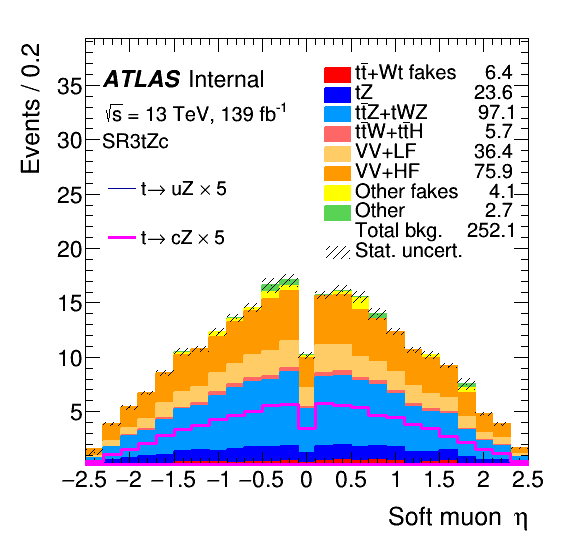 Events / 0.2
ATLAS Internal
√s = 13 TeV, 139 fb⁻¹
SR3tZc
t→ uZ × 5
t→ cZ × 5
tt̄+Wt fakes 6.4
tZ 23.6
tt̄Z+tWZ 97.1
tt̄W+tt̄H 5.7
VV+LF 36.4
VV+HF 75.9
Other fakes 4.1
Other 2.7
Total bkg. 252.1
Stat. uncert.
35
30
25
20
15
10
5
−2.5 −2 −1.5 −1 −0.5 0 0.5 1 1.5 2 2.5
Soft muon η